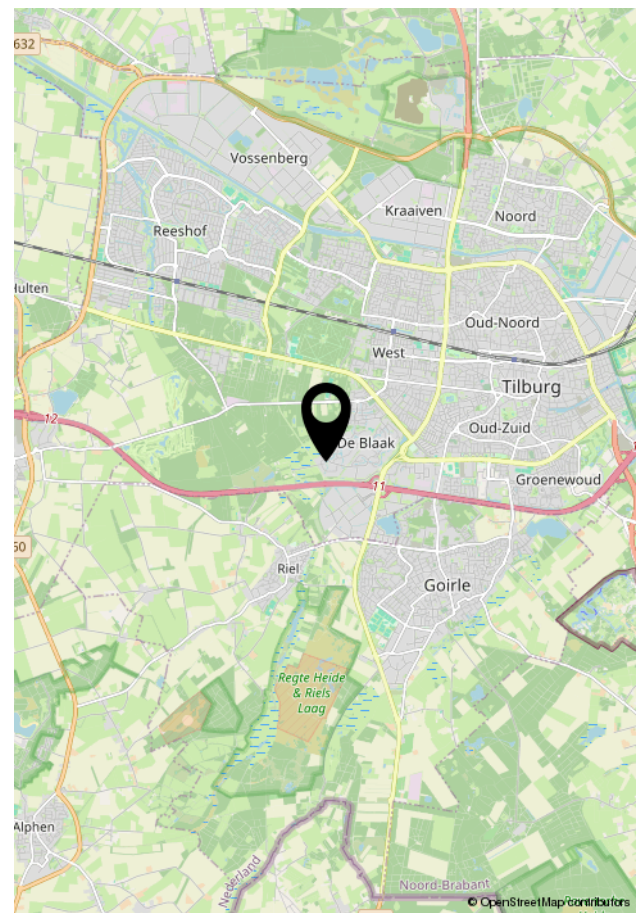 632
Vossenberg
Kraaiven
Noord
Reeshof
Hulten
Oud-Noord
West
Tilburg
12
De Blaak
Oud-Zuid
Groenewoud
11
60
Riel
Goirle
Regte Heide
& Riels
Laag
Alphen
Nederland
Noord-Brabant
© OpenStreetMap contributors